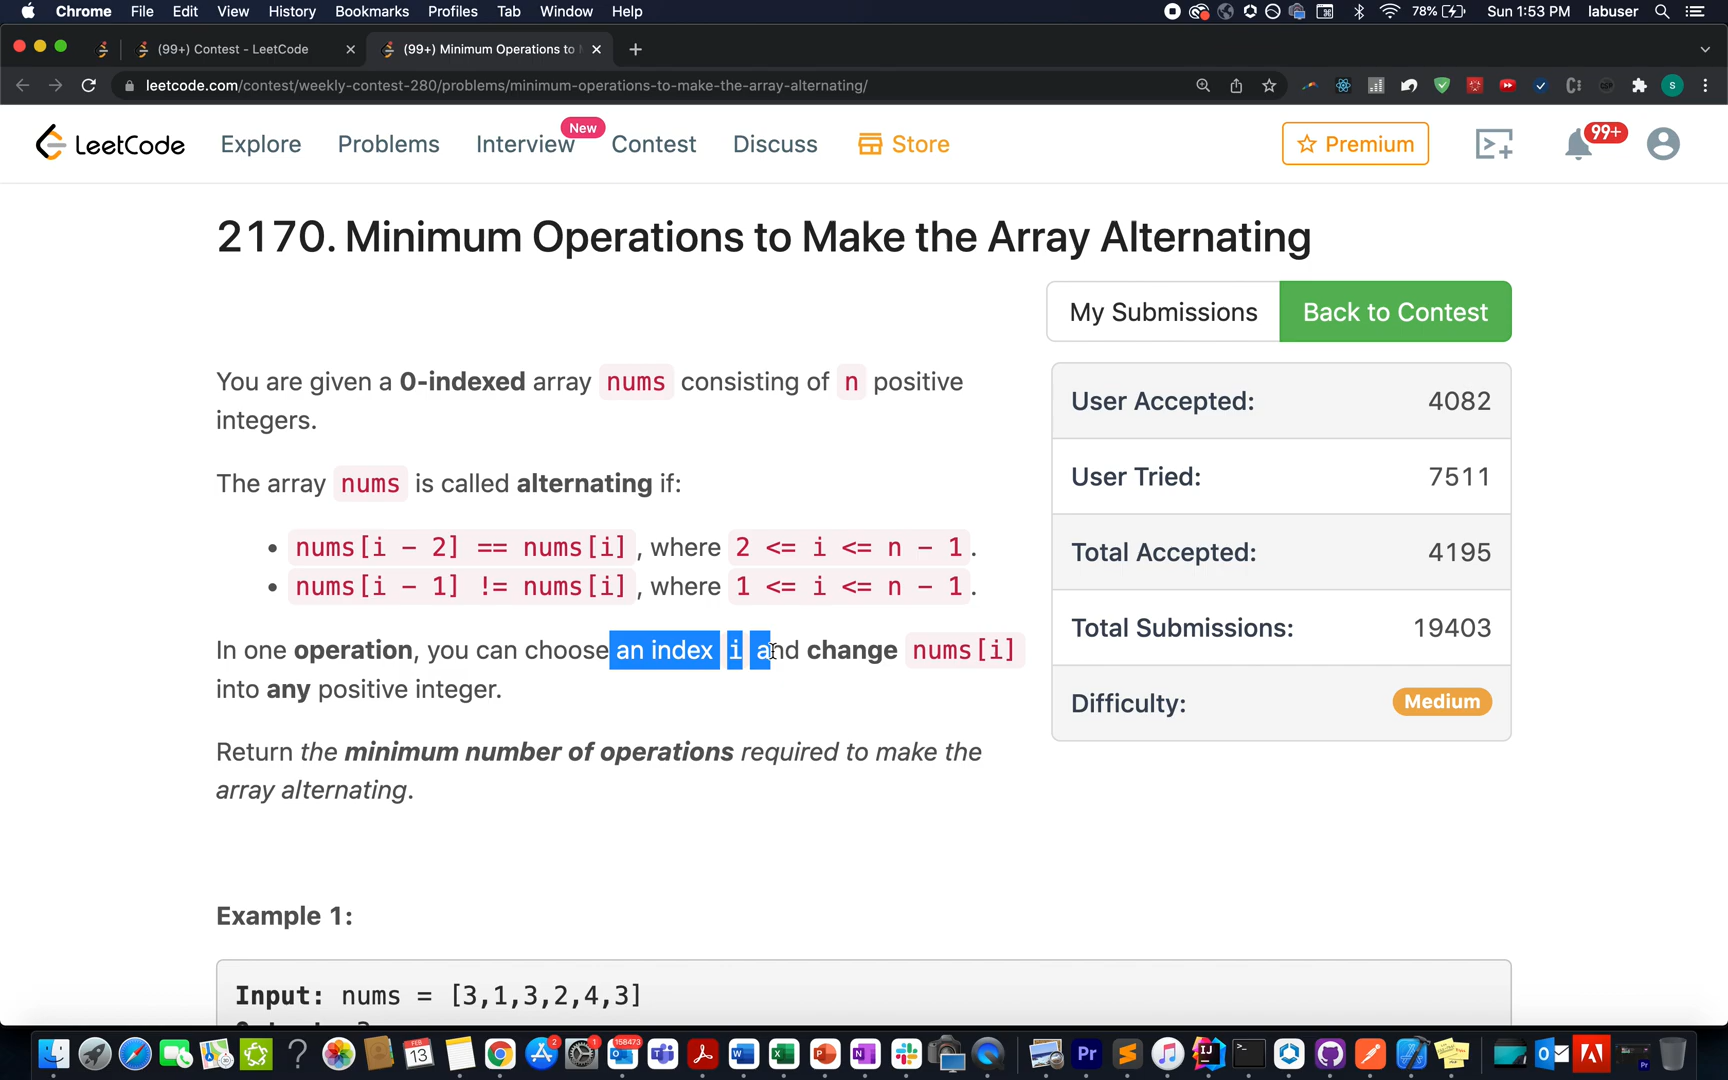 Chrome File Edit View History Bookmarks Profiles Tab Window Help 78% Sun 1:53 PM labuser
(99+) Contest - LeetCode (99+) Minimum Operations to
leetcode.com/contest/weekly-contest-280/problems/minimum-operations-to-make-the-array-alternating/ S
LeetCode Explore Problems Interview New Contest Discuss Store Premium 99+
2170. Minimum Operations to Make the Array Alternating
My Submissions Back to Contest
You are given a 0-indexed array nums consisting of n positive
integers.
The array nums is called alternating if:
• nums[i - 2] == nums[i], where 2 <= i <= n - 1.
• nums[i - 1] != nums[i], where 1 <= i <= n - 1.
In one operation, you can choose an index i and change nums[i]
into any positive integer.
Return the minimum number of operations required to make the
array alternating.
User Accepted: 4082
User Tried: 7511
Total Accepted: 4195
Total Submissions: 19403
Difficulty: Medium
Example 1:
Input: nums = [3,1,3,2,4,3]
FEB 13 2 1 158473 Pr